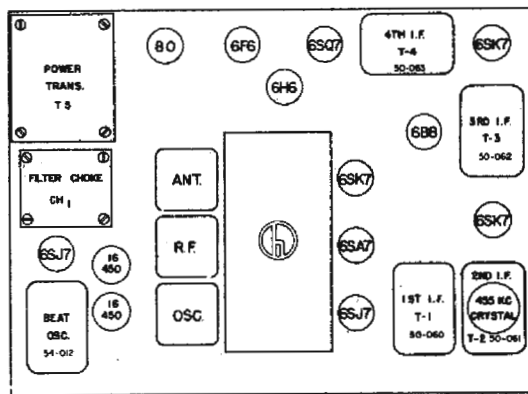 POWER
TRANS.
T 5
80
6F6
6SQ7
4TH I.F.
T-4
50-063
6SK7
6H6
6B8
3RD I.F.
T-3
50-062
FILTER CHOKE
CH 1
ANT.
6SK7
6SK7
R.F.
h
6SA7
6SJ7
16
450
16
450
BEAT
OSC.
54-012
OSC.
6SJ7
1ST I.F.
T-1
50-060
2ND I.F.
455 KC
CRYSTAL
T-2 50-061